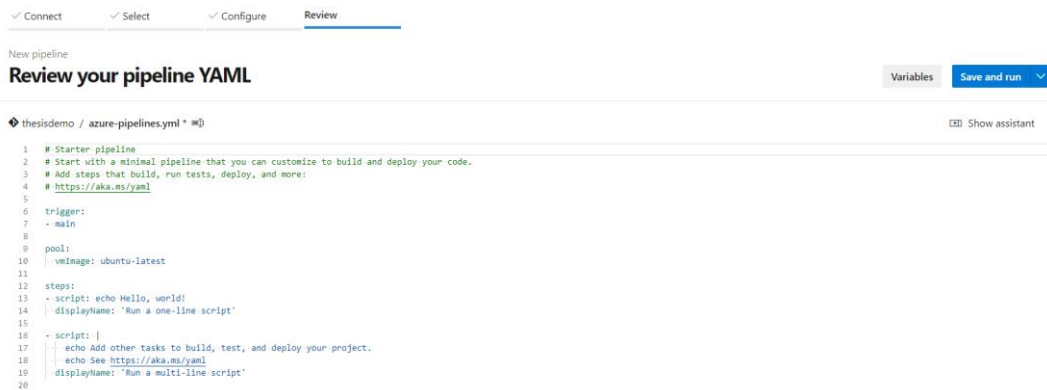 Connect Select Configure Review
New pipeline
Review your pipeline YAML
Variables Save and run
thesisdemo / azure-pipelines.yml *
Show assistant
1 # Starter pipeline
2 # Start with a minimal pipeline that you can customize to build and deploy your code.
3 # Add steps that build, run tests, deploy, and more:
4 # https://aka.ms/yaml
5
6 trigger:
7 - main
8
9 pool:
10 vmImage: ubuntu-latest
11
12 steps:
13 - script: echo Hello, world!
14 displayName: 'Run a one-line script'
15
16 - script: |
17 echo Add other tasks to build, test, and deploy your project.
18 echo See https://aka.ms/yaml
19 displayName: 'Run a multi-line script'
20